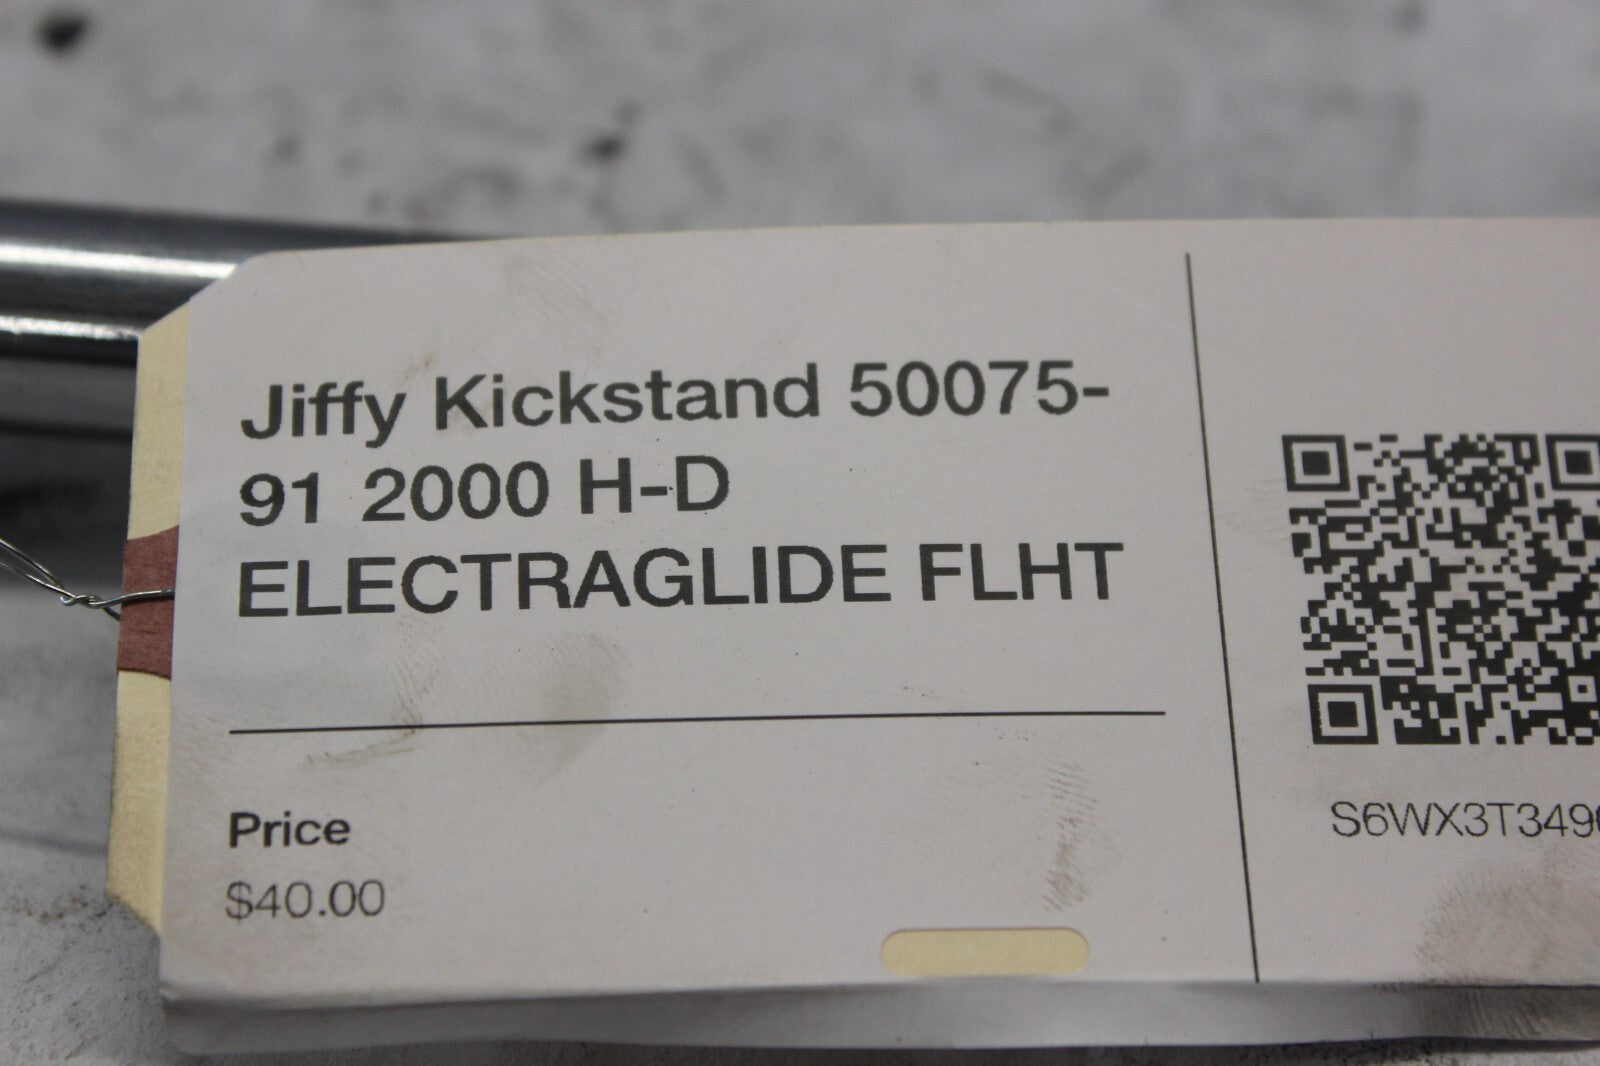 Jiffy Kickstand 50075-
91 2000 H-D
ELECTRAGLIDE FLHT
Price
$40.00
S6WX3T349